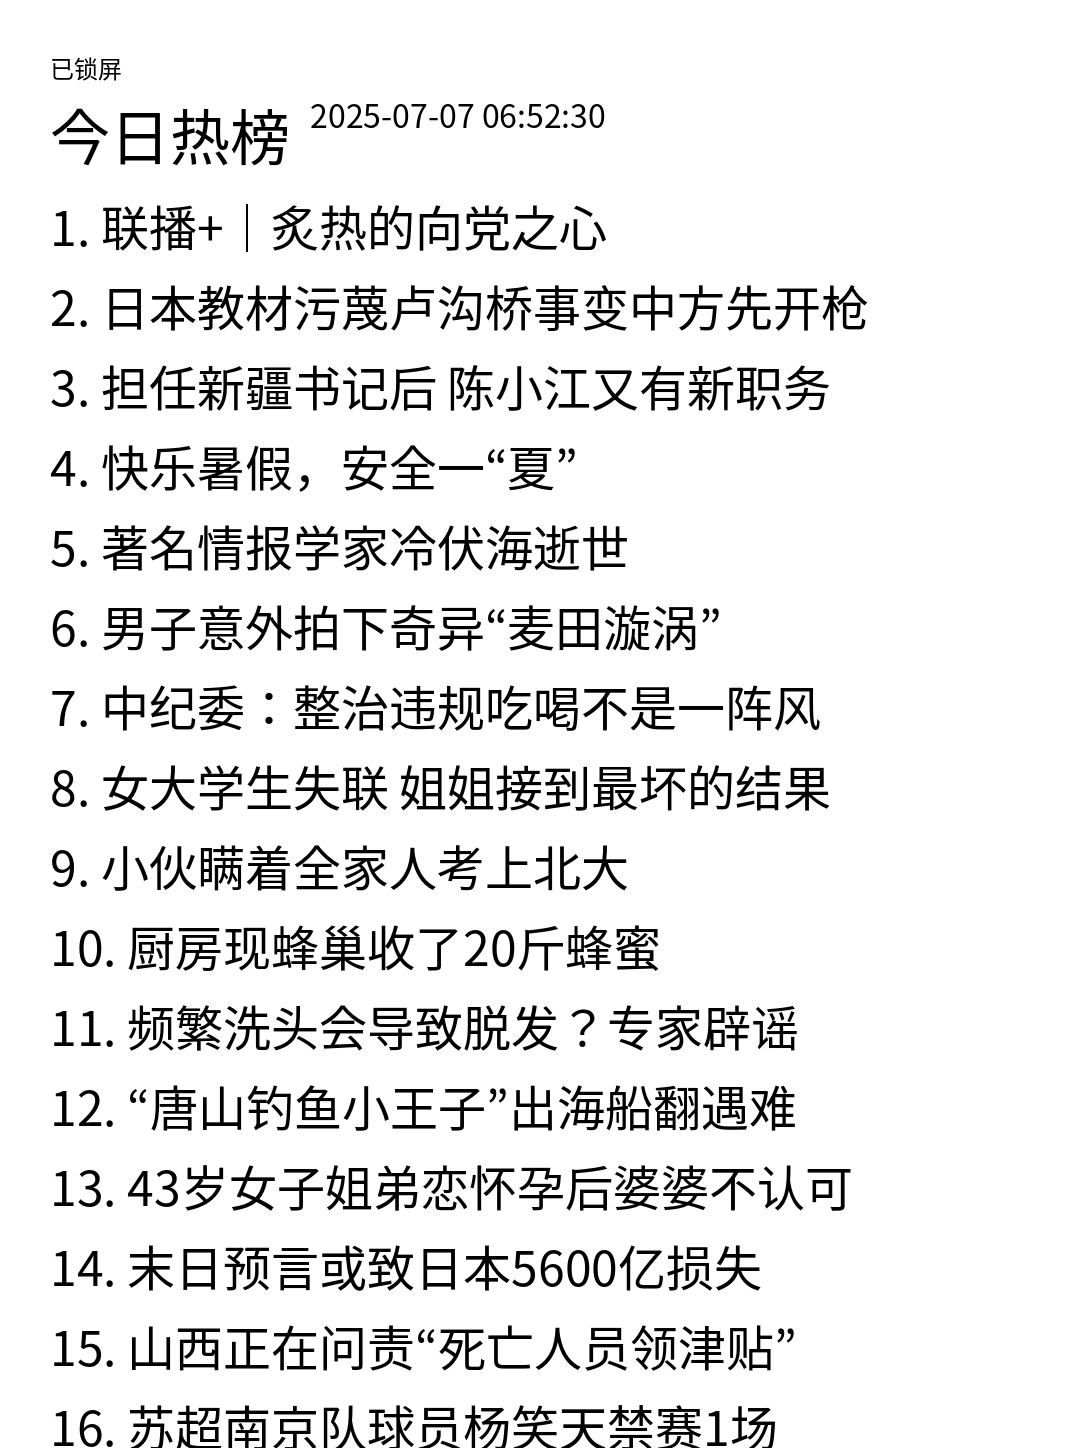 已锁屏
今日热榜 2025-07-07 06:52:30
1. 联播+｜炙热的向党之心
2. 日本教材污蔑卢沟桥事变中方先开枪
3. 担任新疆书记后 陈小江又有新职务
4. 快乐暑假，安全一“夏”
5. 著名情报学家冷伏海逝世
6. 男子意外拍下奇异“麦田漩涡”
7. 中纪委：整治违规吃喝不是一阵风
8. 女大学生失联 姐姐接到最坏的结果
9. 小伙瞒着全家人考上北大
10. 厨房现蜂巢收了20斤蜂蜜
11. 频繁洗头会导致脱发？专家辟谣
12. “唐山钓鱼小王子”出海船翻遇难
13. 43岁女子姐弟恋怀孕后婆婆不认可
14. 末日预言或致日本5600亿损失
15. 山西正在问责“死亡人员领津贴”
16. 苏超南京队球员杨笑天禁赛1场